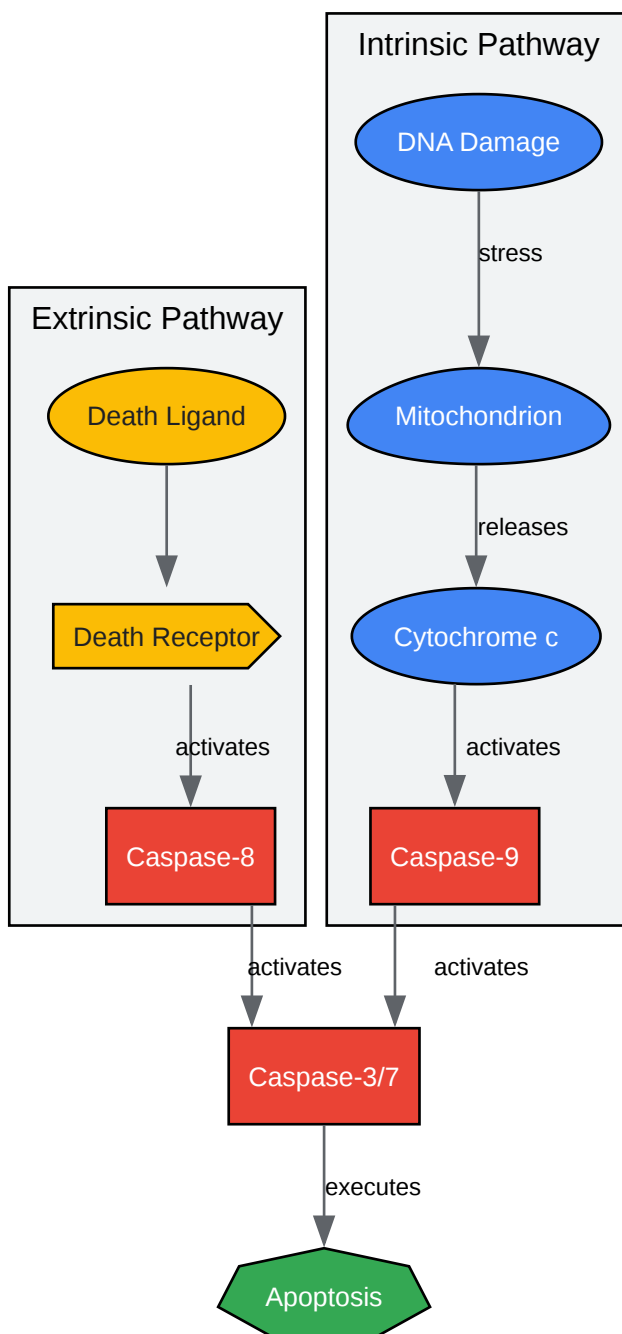 Intrinsic Pathway
DNA Damage
stress
Extrinsic Pathway
Death Ligand
Mitochondrion
releases
Death Receptor
Cytochrome c
activates
activates
Caspase-8
Caspase-9
activates
activates
Caspase-3/7
executes
Apoptosis